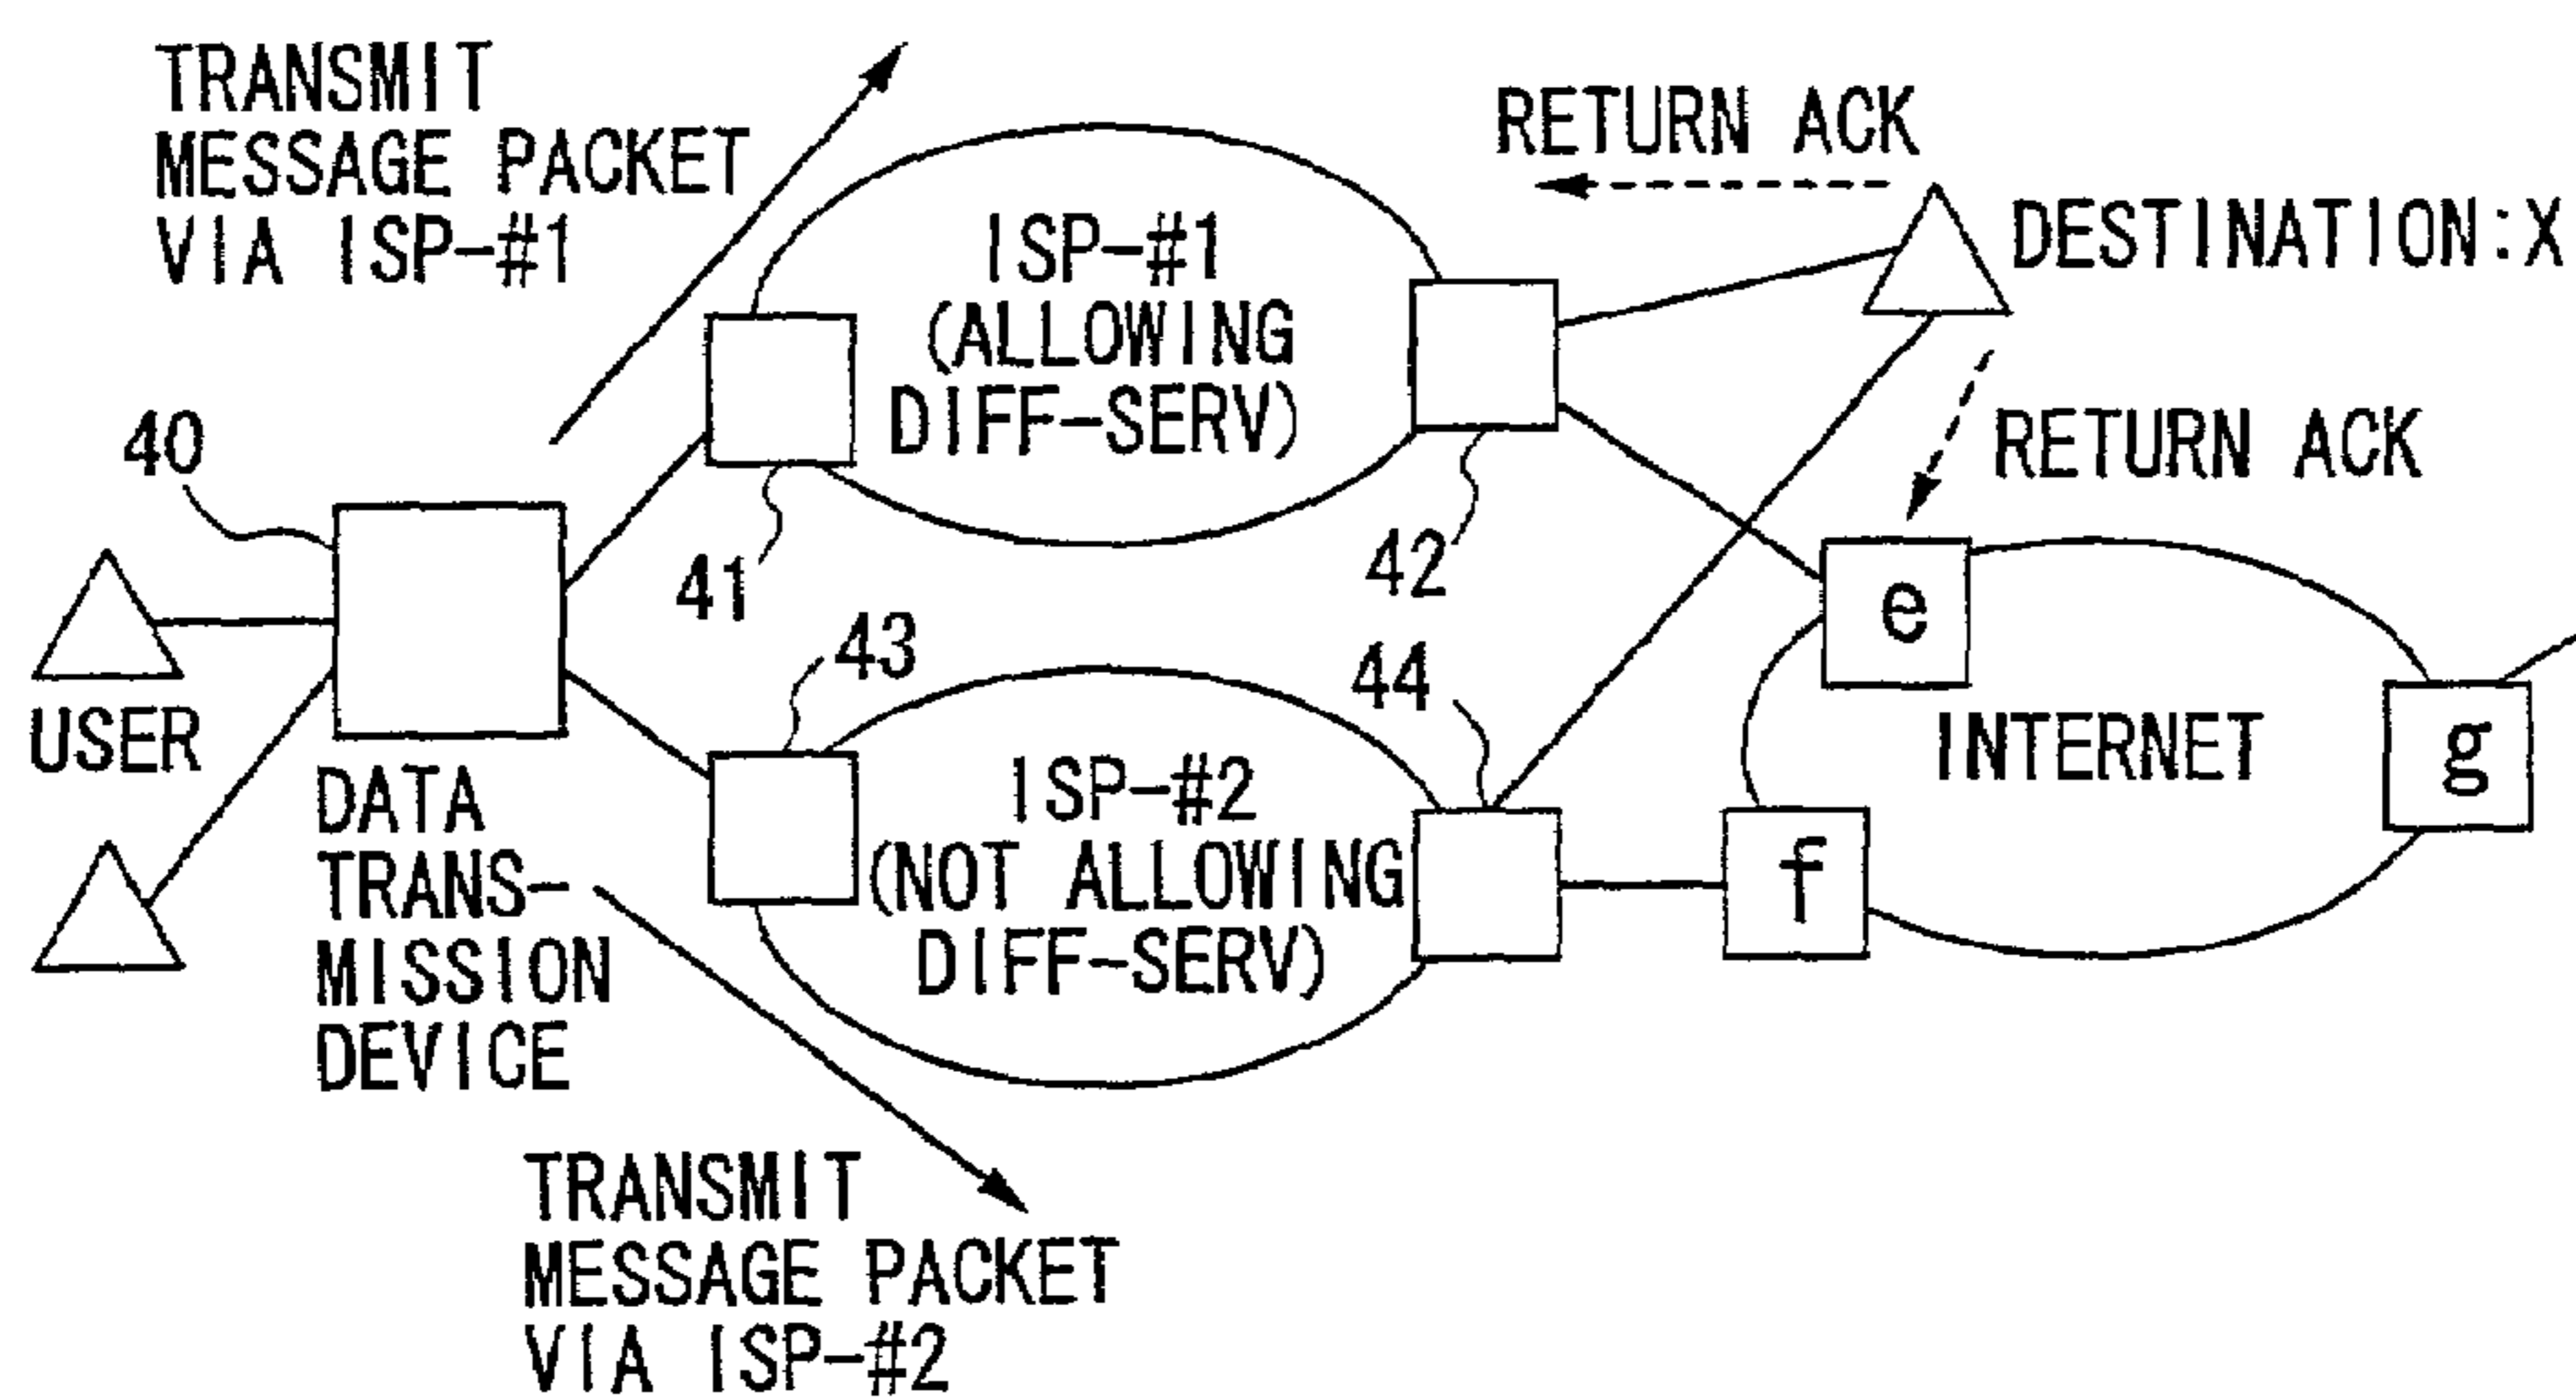 TRANSMIT
MESSAGE PACKET
VIA ISP-#1
RETURN ACK
DESTINATION:X
ISP-#1
(ALLOWING
DIFF-SERV)
40
41
42
RETURN ACK
USER
DATA
TRANS-
MISSION
DEVICE
43
44
ISP-#2
(NOT ALLOWING
DIFF-SERV)
e
INTERNET
g
f
TRANSMIT
MESSAGE PACKET
VIA ISP-#2